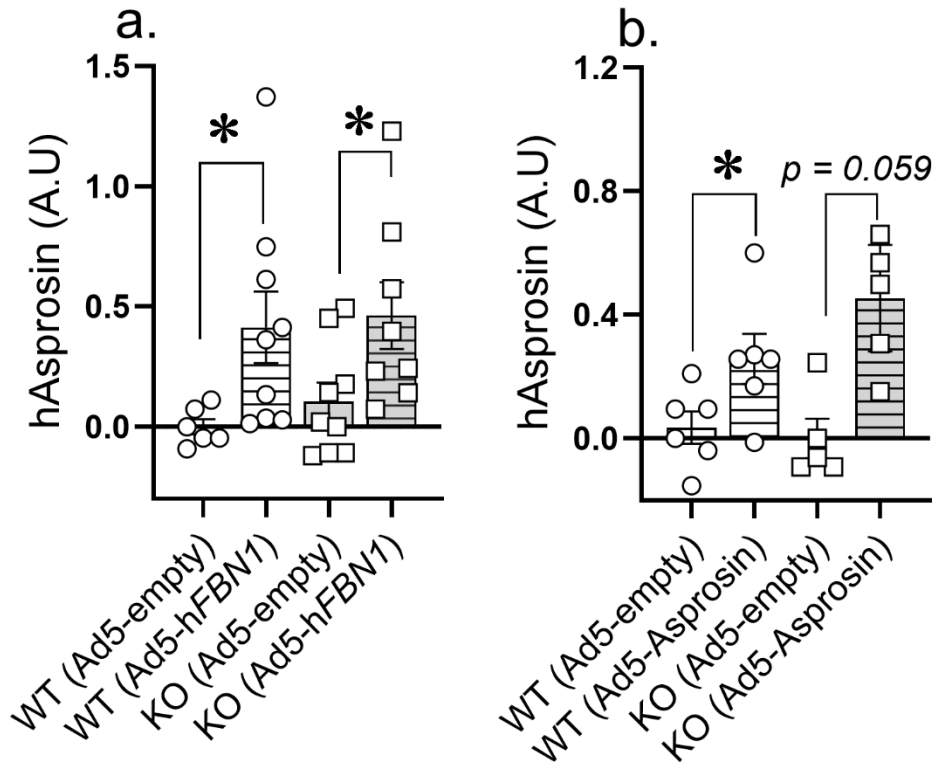 a.
hAsprosin (A.U)
1.5
1.0
0.5
0.0
*
*
WT (Ad5-empty)
WT (Ad5-hFBN1)
KO (Ad5-empty)
KO (Ad5-hFBN1)
b.
hAsprosin (A.U)
1.2
0.8
0.4
0.0
*
p = 0.059
WT (Ad5-empty)
WT (Ad5-Asprosin)
KO (Ad5-empty)
KO (Ad5-Asprosin)